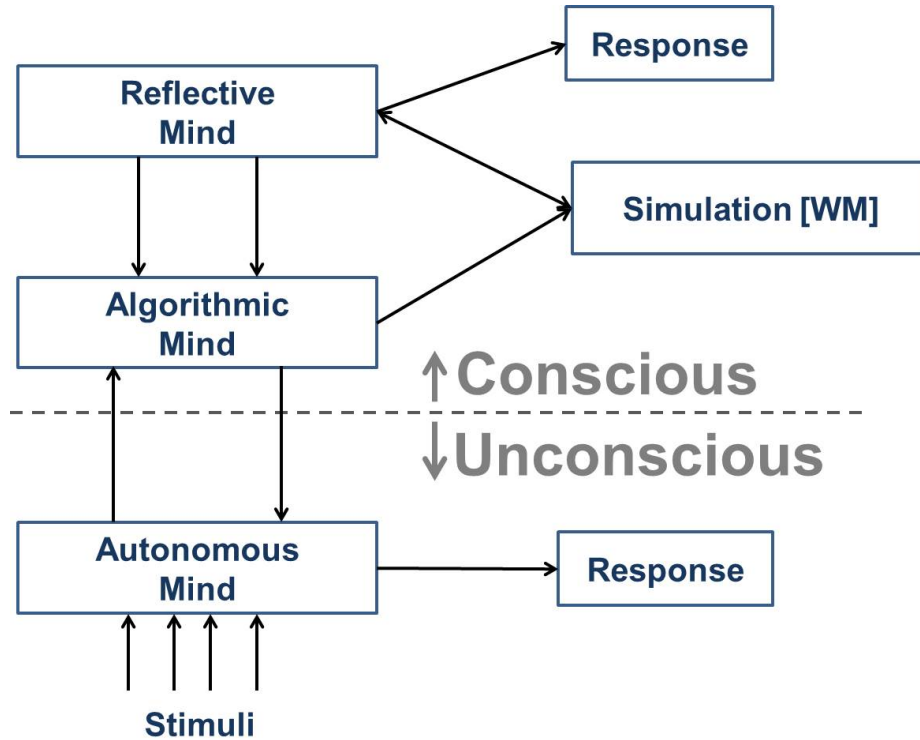 Response
Reflective
Mind
Simulation [WM]
Algorithmic
Mind
↑Conscious
↓Unconscious
Autonomous
Mind
Response
Stimuli